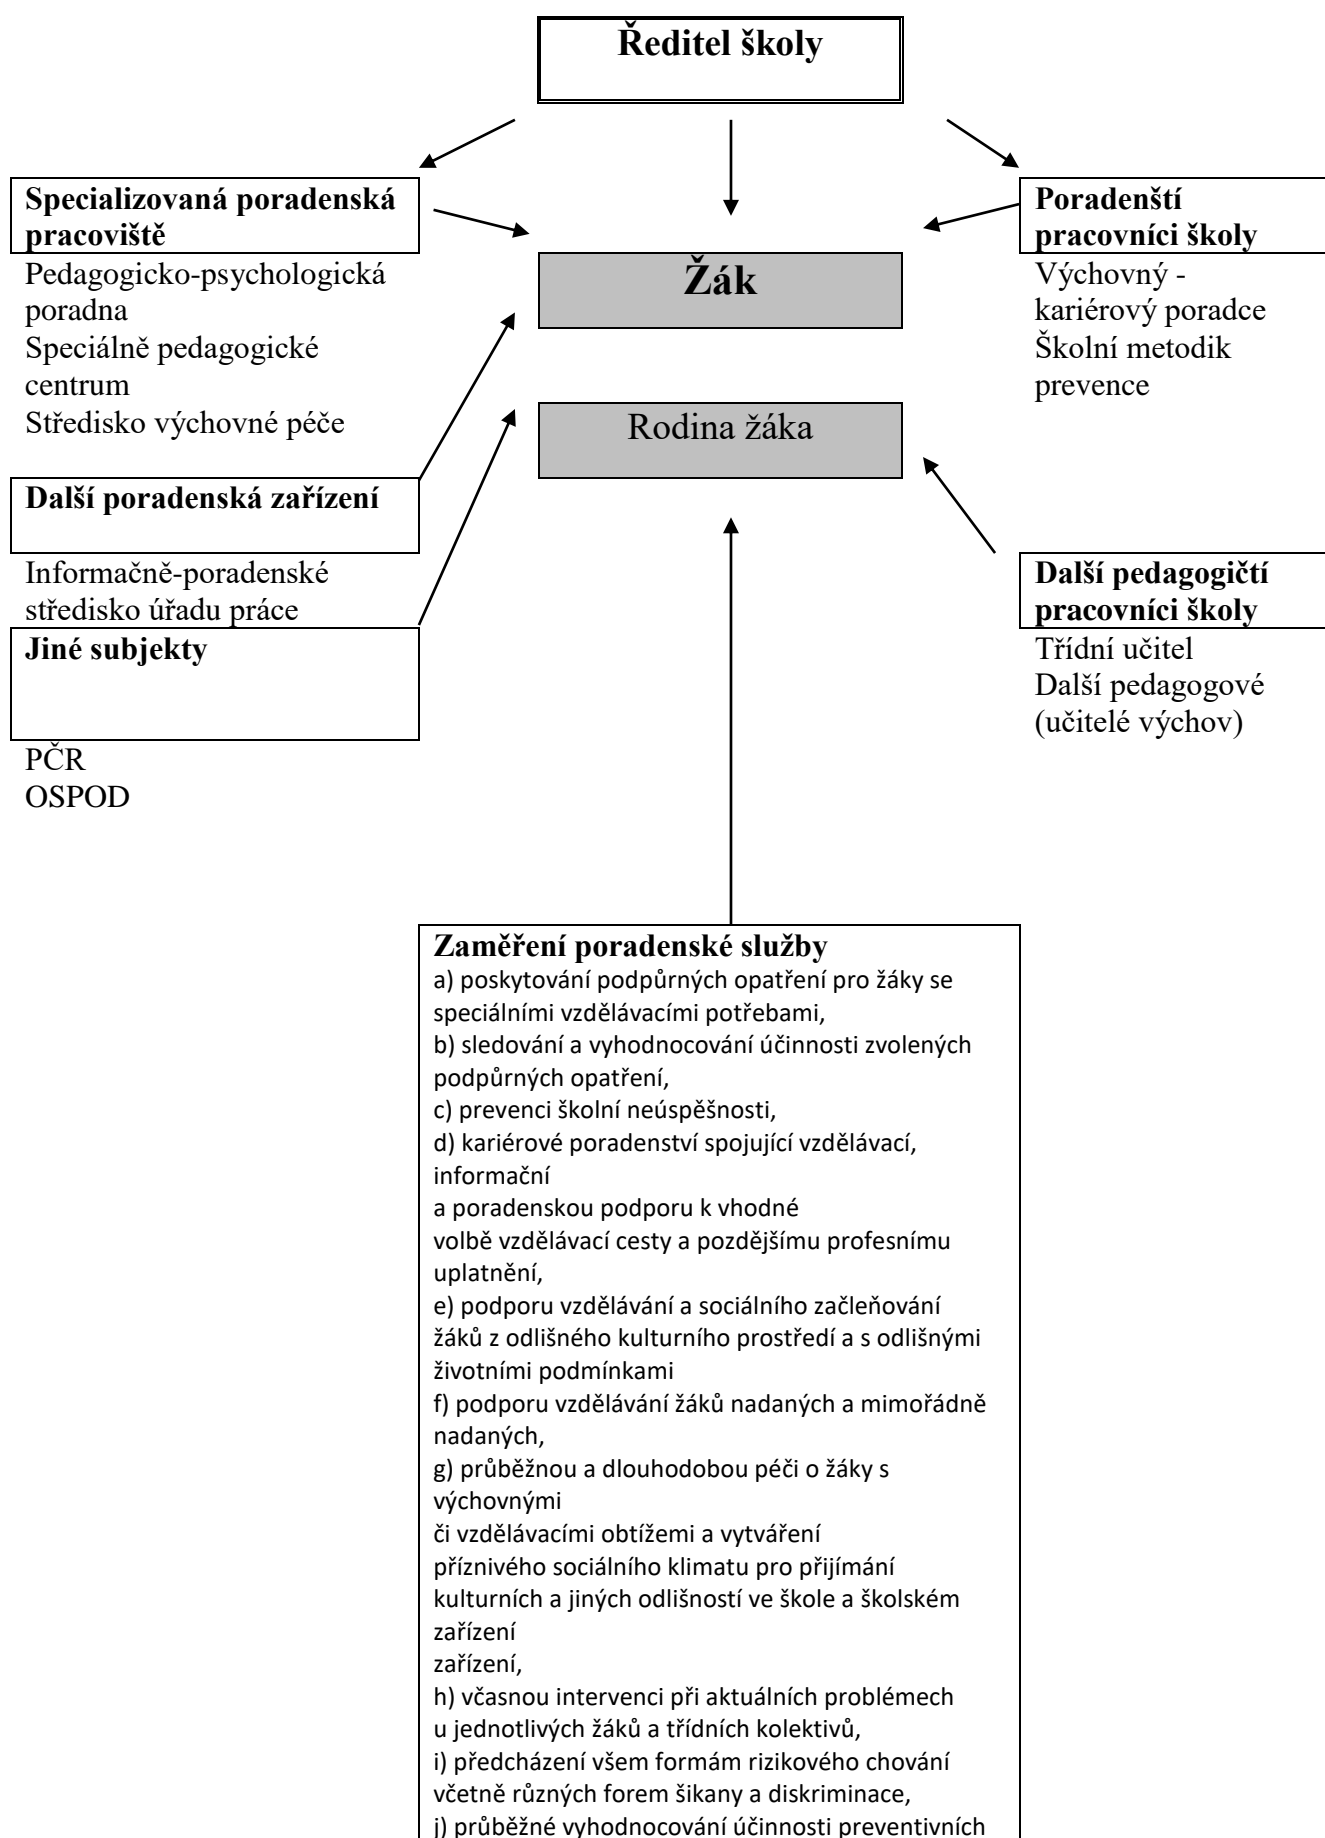 Ředitel školy
Specializovaná poradenská
pracoviště
Pedagogicko-psychologická
poradna
Speciálně pedagogické
centrum
Středisko výchovné péče
Další poradenská zařízení
Informačně-poradenské
středisko úřadu práce
Jiné subjekty
PČR
OSPOD
Žák
Rodina žáka
Poradenští
pracovníci školy
Výchovný -
kariérový poradce
Školní metodik
prevence
Další pedagogičtí
pracovníci školy
Třídní učitel
Další pedagogové
(učitelé výchov)
Zaměření poradenské služby
a) poskytování podpůrných opatření pro žáky se
speciálními vzdělávacími potřebami,
b) sledování a vyhodnocování účinnosti zvolených
podpůrných opatření,
c) prevenci školní neúspěšnosti,
d) kariérové poradenství spojující vzdělávací,
informační
a poradenskou podporu k vhodné
volbě vzdělávací cesty a pozdějšímu profesnímu
uplatnění,
e) podporu vzdělávání a sociálního začleňování
žáků z odlišného kulturního prostředí a s odlišnými
životními podmínkami
f) podporu vzdělávání žáků nadaných a mimořádně
nadaných,
g) průběžnou a dlouhodobou péči o žáky s
výchovnými
či vzdělávacími obtížemi a vytváření
příznivého sociálního klimatu pro přijímání
kulturních a jiných odlišností ve škole a školském
zařízení
zařízení,
h) včasnou intervenci při aktuálních problémech
u jednotlivých žáků a třídních kolektivů,
i) předcházení všem formám rizikového chování
včetně různých forem šikany a diskriminace,
j) průběžné vyhodnocování účinnosti preventivních